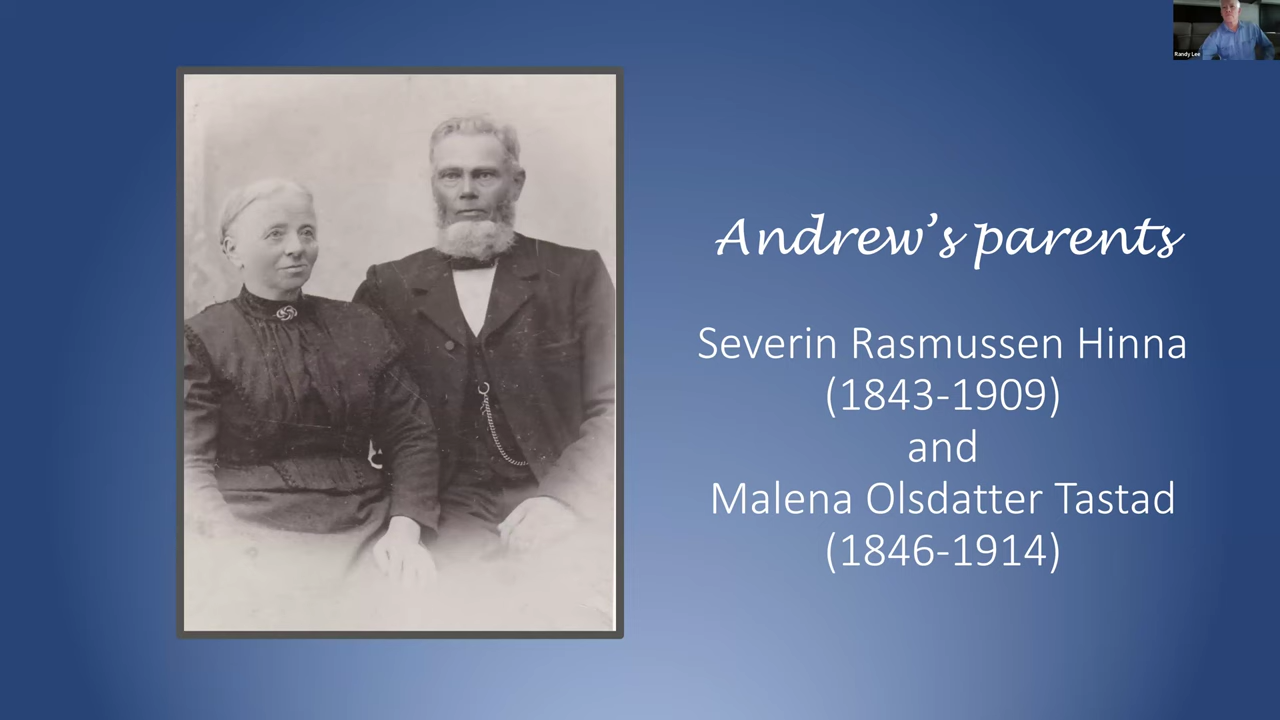 Randy Lee
Andrew's parents
Severin Rasmussen Hinna
(1843-1909)
and
Malena Olsdatter Tastad
(1846-1914)